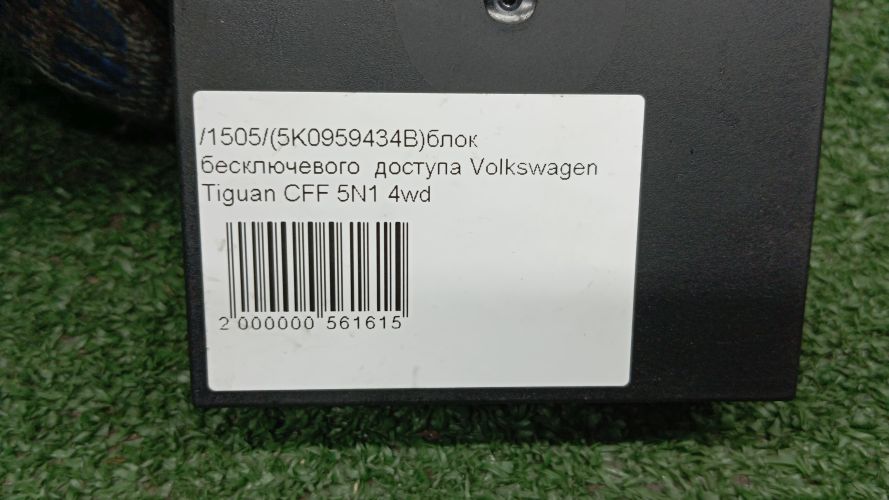 /1505/(5K0959434B)блок
бесключевого доступа Volkswagen
Tiguan CFF 5N1 4wd
2 000000 561615